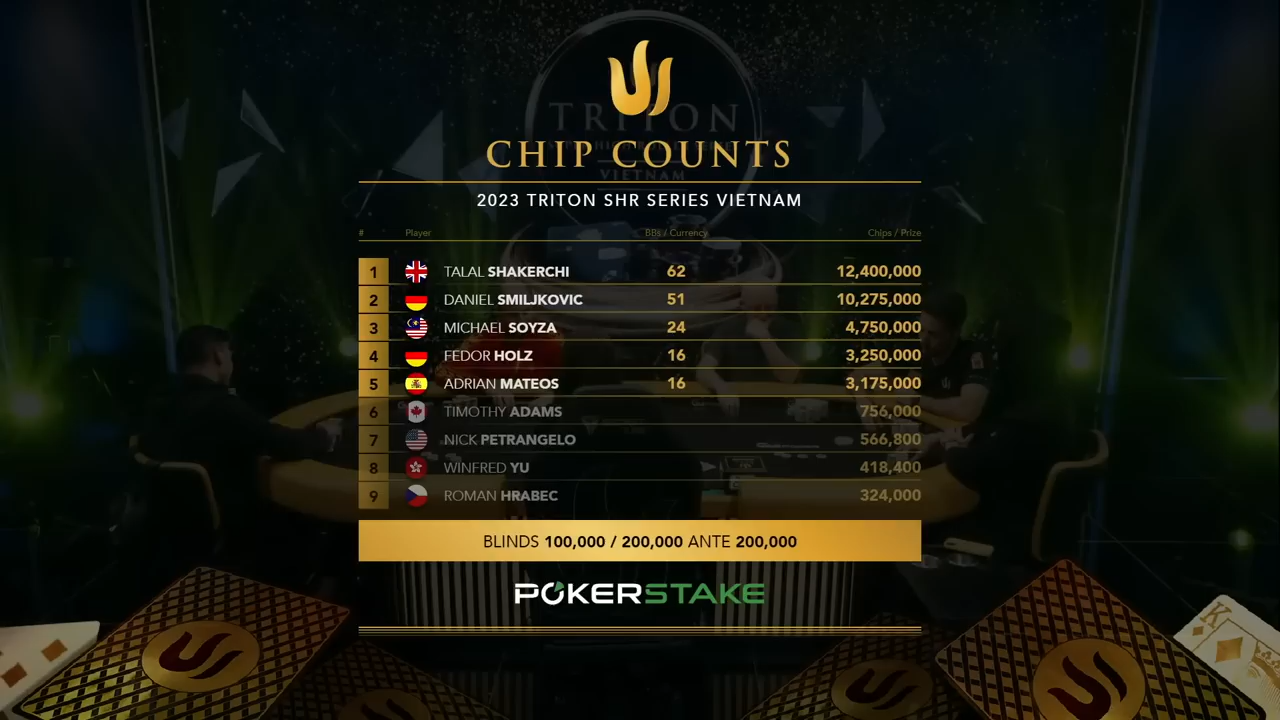 TRITON
CHIP COUNTS
VIETNAM
2023 TRITON SHR SERIES VIETNAM
# Player BBs / Currency Chips / Prize
1 TALAL SHAKERCHI 62 12,400,000
2 DANIEL SMILJKOVIC 51 10,275,000
3 MICHAEL SOYZA 24 4,750,000
4 FEDOR HOLZ 16 3,250,000
5 ADRIAN MATEOS 16 3,175,000
6 TIMOTHY ADAMS 756,000
7 NICK PETRANGELO 566,800
8 WINFRED YU 418,400
9 ROMAN HRABEC 324,000
BLINDS 100,000 / 200,000 ANTE 200,000
POKERSTAKE
K